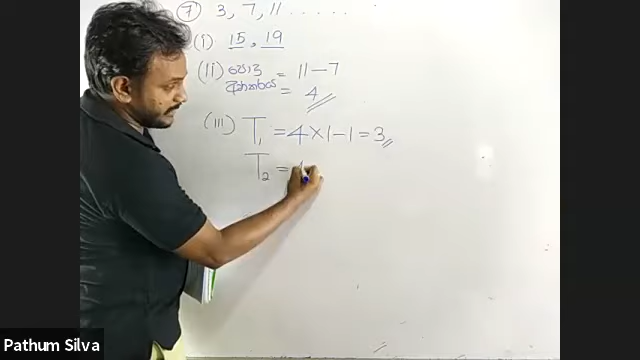 ⑦ 3, 7, 11 . . . . . .
(i) 15, 19
(ii) පොදු = 11 – 7
අන්තරය = 4
(iii) T₁ = 4 × 1 – 1 = 3
T₂ =
Pathum Silva